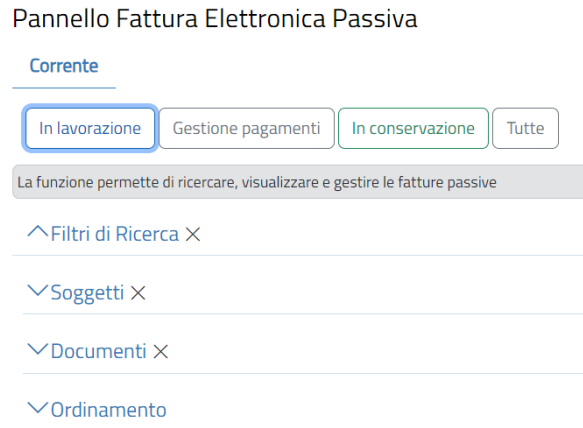 Pannello Fattura Elettronica Passiva
Corrente
In lavorazione Gestione pagamenti In conservazione Tutte
La funzione permette di ricercare, visualizzare e gestire le fatture passive
Filtri di Ricerca ×
Soggetti ×
Documenti ×
Ordinamento